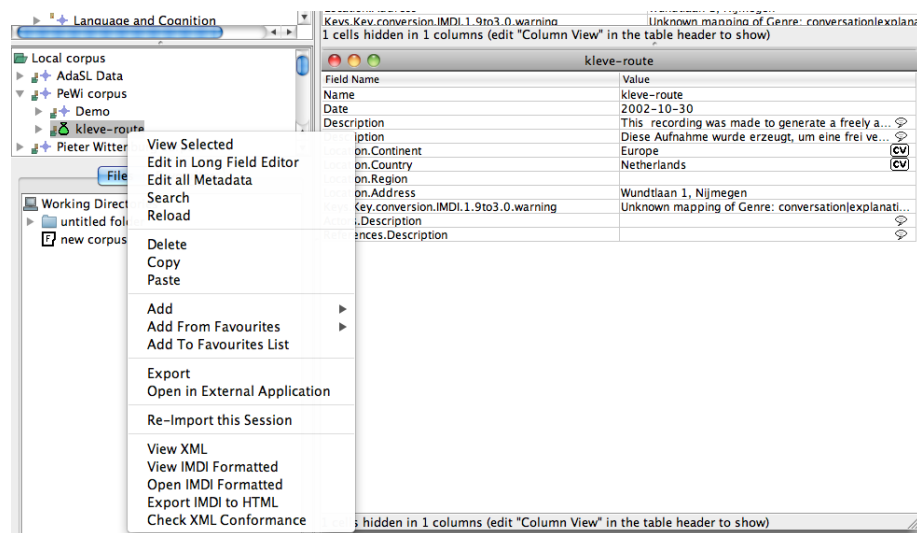 Language and Cognition
Keys.Key.conversion.IMDI.1.9to3.0.warning
Unknown mapping of Genre: conversation|explana
1 cells hidden in 1 columns (edit "Column View" in the table header to show)
Local corpus
AdaSL Data
PeWi corpus
Demo
kleve-route
Pieter
File
Working
untitled
new corpus
View Selected
Edit in Long Field Editor
Edit all Metadata
Search
Reload
Delete
Copy
Paste
Add
Add From Favourites
Add To Favourites List
Export
Open in External Application
Re-Import this Session
View XML
View IMDI Formatted
Open IMDI Formatted
Export IMDI to HTML
Check XML Conformance
kleve-route
Field Name Value
Name kleve-route
Date 2002-10-30
Description This recording was made to generate a freely a...
Diese Aufnahme wurde erzeugt, um eine frei ve...
Europe CV
Netherlands CV
Wundtlaan 1, Nijmegen
Key.conversion.IMDI.1.9to3.0.warning Unknown mapping of Genre: conversation|explanati...
.Description
.Description
hidden in 1 columns (edit "Column View" in the table header to show)